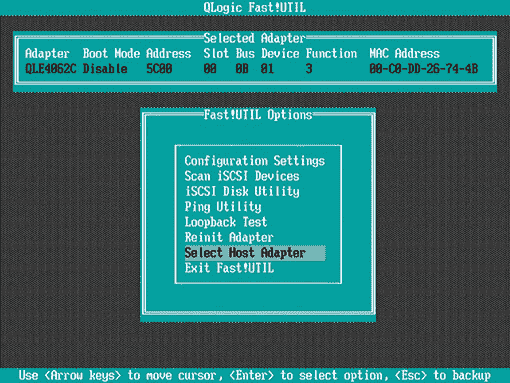 QLogic Fast!UTIL
Selected Adapter
Adapter Boot Mode Address Slot Bus Device Function MAC Address
QLE4062C Disable 5C00 00 0B 01 3 00-C0-DD-26-74-4B
Fast!UTIL Options
Configuration Settings
Scan iSCSI Devices
iSCSI Disk Utility
Ping Utility
Loopback Test
Reinit Adapter
Select Host Adapter
Exit Fast!UTIL
Use <Arrow keys> to move cursor, <Enter> to select option, <Esc> to backup